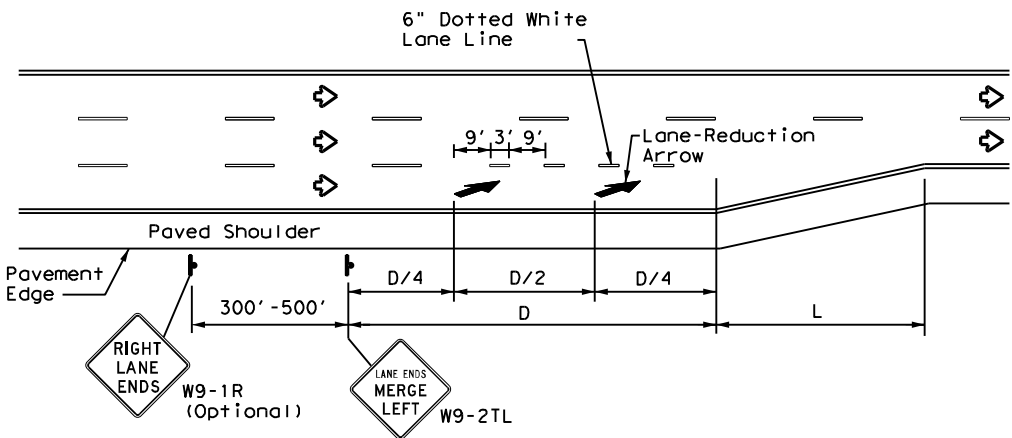 6" Dotted White
Lane Line
9' 3' 9'
Lane-Reduction
Arrow
Paved Shoulder
Pavement
Edge
D/4 D/2 D/4
300'-500' D L
RIGHT
LANE
ENDS
W9-1R
(Optional)
LANE ENDS
MERGE
LEFT
W9-2TL